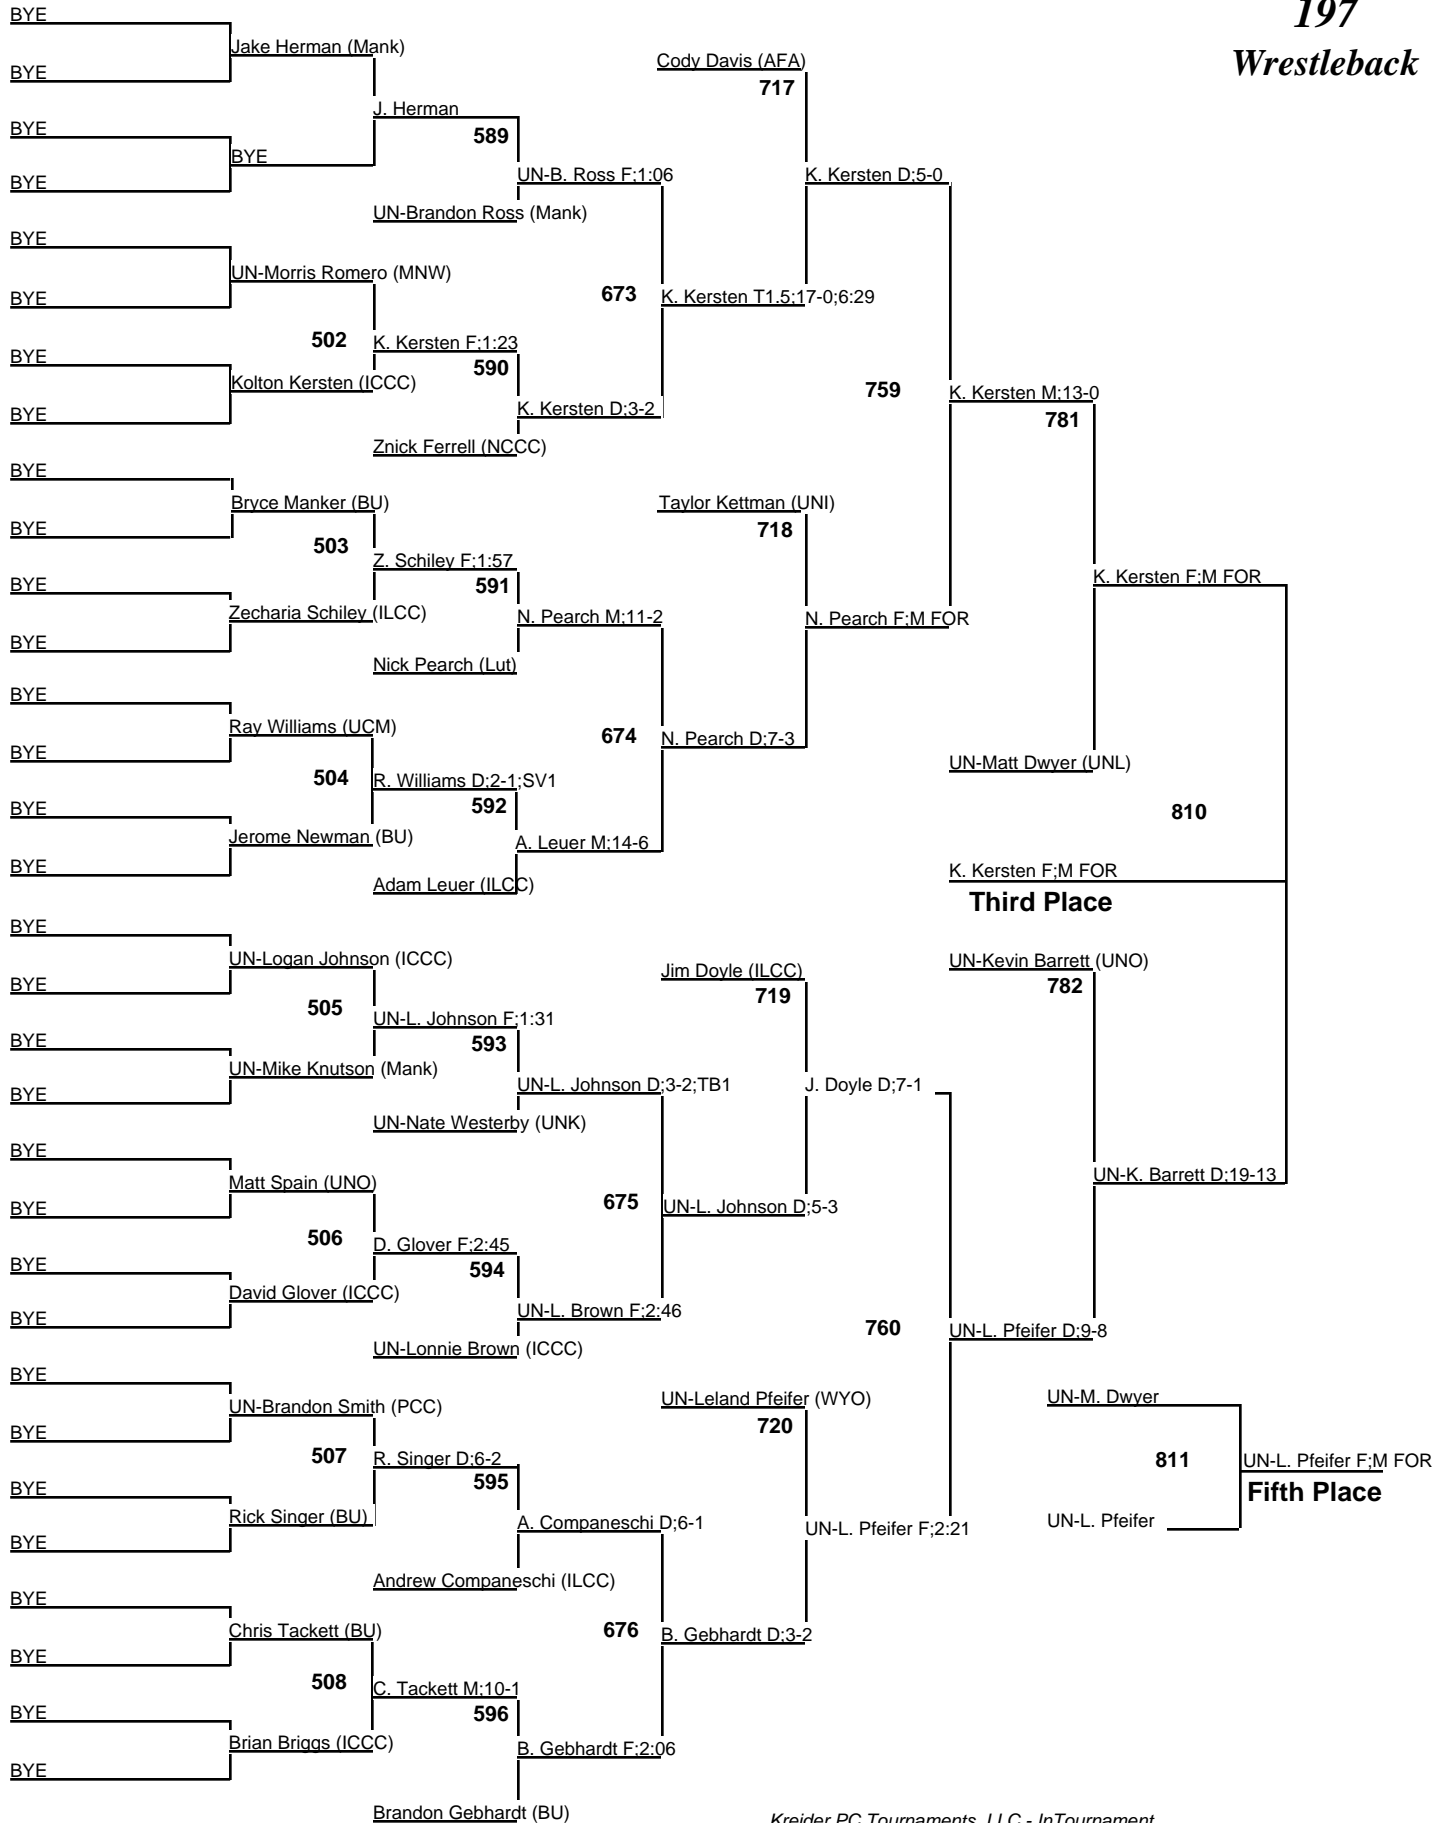 197
Wrestleback
BYE
Jake Herman (Mank)
Cody Davis (AFA)
BYE
717
J. Herman
BYE
589
BYE
UN-B. Ross F;1:06
K. Kersten D;5-0
BYE
UN-Brandon Ross (Mank)
BYE
UN-Morris Romero (MNW)
673
K. Kersten T1.5;17-0;6:29
BYE
502
K. Kersten F;1:23
BYE
590
Kolton Kersten (ICCC)
759
K. Kersten M;13-0
K. Kersten D;3-2
BYE
781
Znick Ferrell (NCCC)
BYE
Bryce Manker (BU)
Taylor Kettman (UNI)
BYE
718
503
Z. Schiley F;1:57
K. Kersten F;M FOR
BYE
591
Zecharia Schiley (ILCC)
N. Pearch M;11-2
N. Pearch F;M FOR
BYE
Nick Pearch (Lut)
BYE
Ray Williams (UCM)
674
N. Pearch D;7-3
BYE
UN-Matt Dwyer (UNL)
504
R. Williams D;2-1;SV1
BYE
592
810
Jerome Newman (BU)
A. Leuer M;14-6
BYE
K. Kersten F;M FOR
Adam Leuer (ILCC)
Third Place
BYE
UN-Logan Johnson (ICCC)
Jim Doyle (ILCC)
UN-Kevin Barrett (UNO)
BYE
719
782
505
UN-L. Johnson F;1:31
BYE
593
UN-Mike Knutson (Mank)
UN-L. Johnson D;3-2;TB1
J. Doyle D;7-1
BYE
UN-Nate Westerby (UNK)
BYE
Matt Spain (UNO)
UN-K. Barrett D;19-13
675
UN-L. Johnson D;5-3
BYE
506
D. Glover F;2:45
BYE
594
David Glover (ICCC)
UN-L. Brown F;2:46
BYE
760
UN-L. Pfeifer D;9-8
UN-Lonnie Brown (ICCC)
BYE
UN-Brandon Smith (PCC)
UN-Leland Pfeifer (WYO)
UN-M. Dwyer
BYE
720
507
R. Singer D;6-2
811
UN-L. Pfeifer F;M FOR
BYE
595
Fifth Place
Rick Singer (BU)
A. Companeschi D;6-1
UN-L. Pfeifer F;2:21
UN-L. Pfeifer
BYE
Andrew Companeschi (ILCC)
BYE
Chris Tackett (BU)
676
B. Gebhardt D;3-2
BYE
508
C. Tackett M;10-1
BYE
596
Brian Briggs (ICCC)
B. Gebhardt F;2:06
BYE
Brandon Gebhardt (BU)
Kreider PC Tournaments, LLC - InTournament